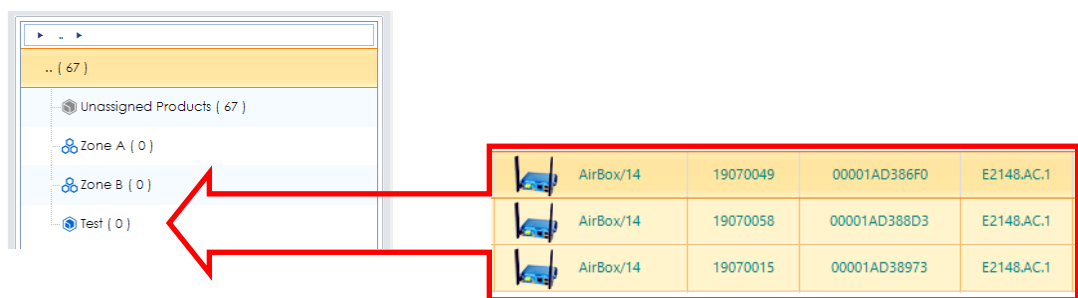 ..
.. ( 67 )
Unassigned Products ( 67 )
Zone A ( 0 )
Zone B ( 0 )
Test ( 0 )
AirBox/14 19070049 00001AD386F0 E2148.AC.1
AirBox/14 19070058 00001AD388D3 E2148.AC.1
AirBox/14 19070015 00001AD38973 E2148.AC.1